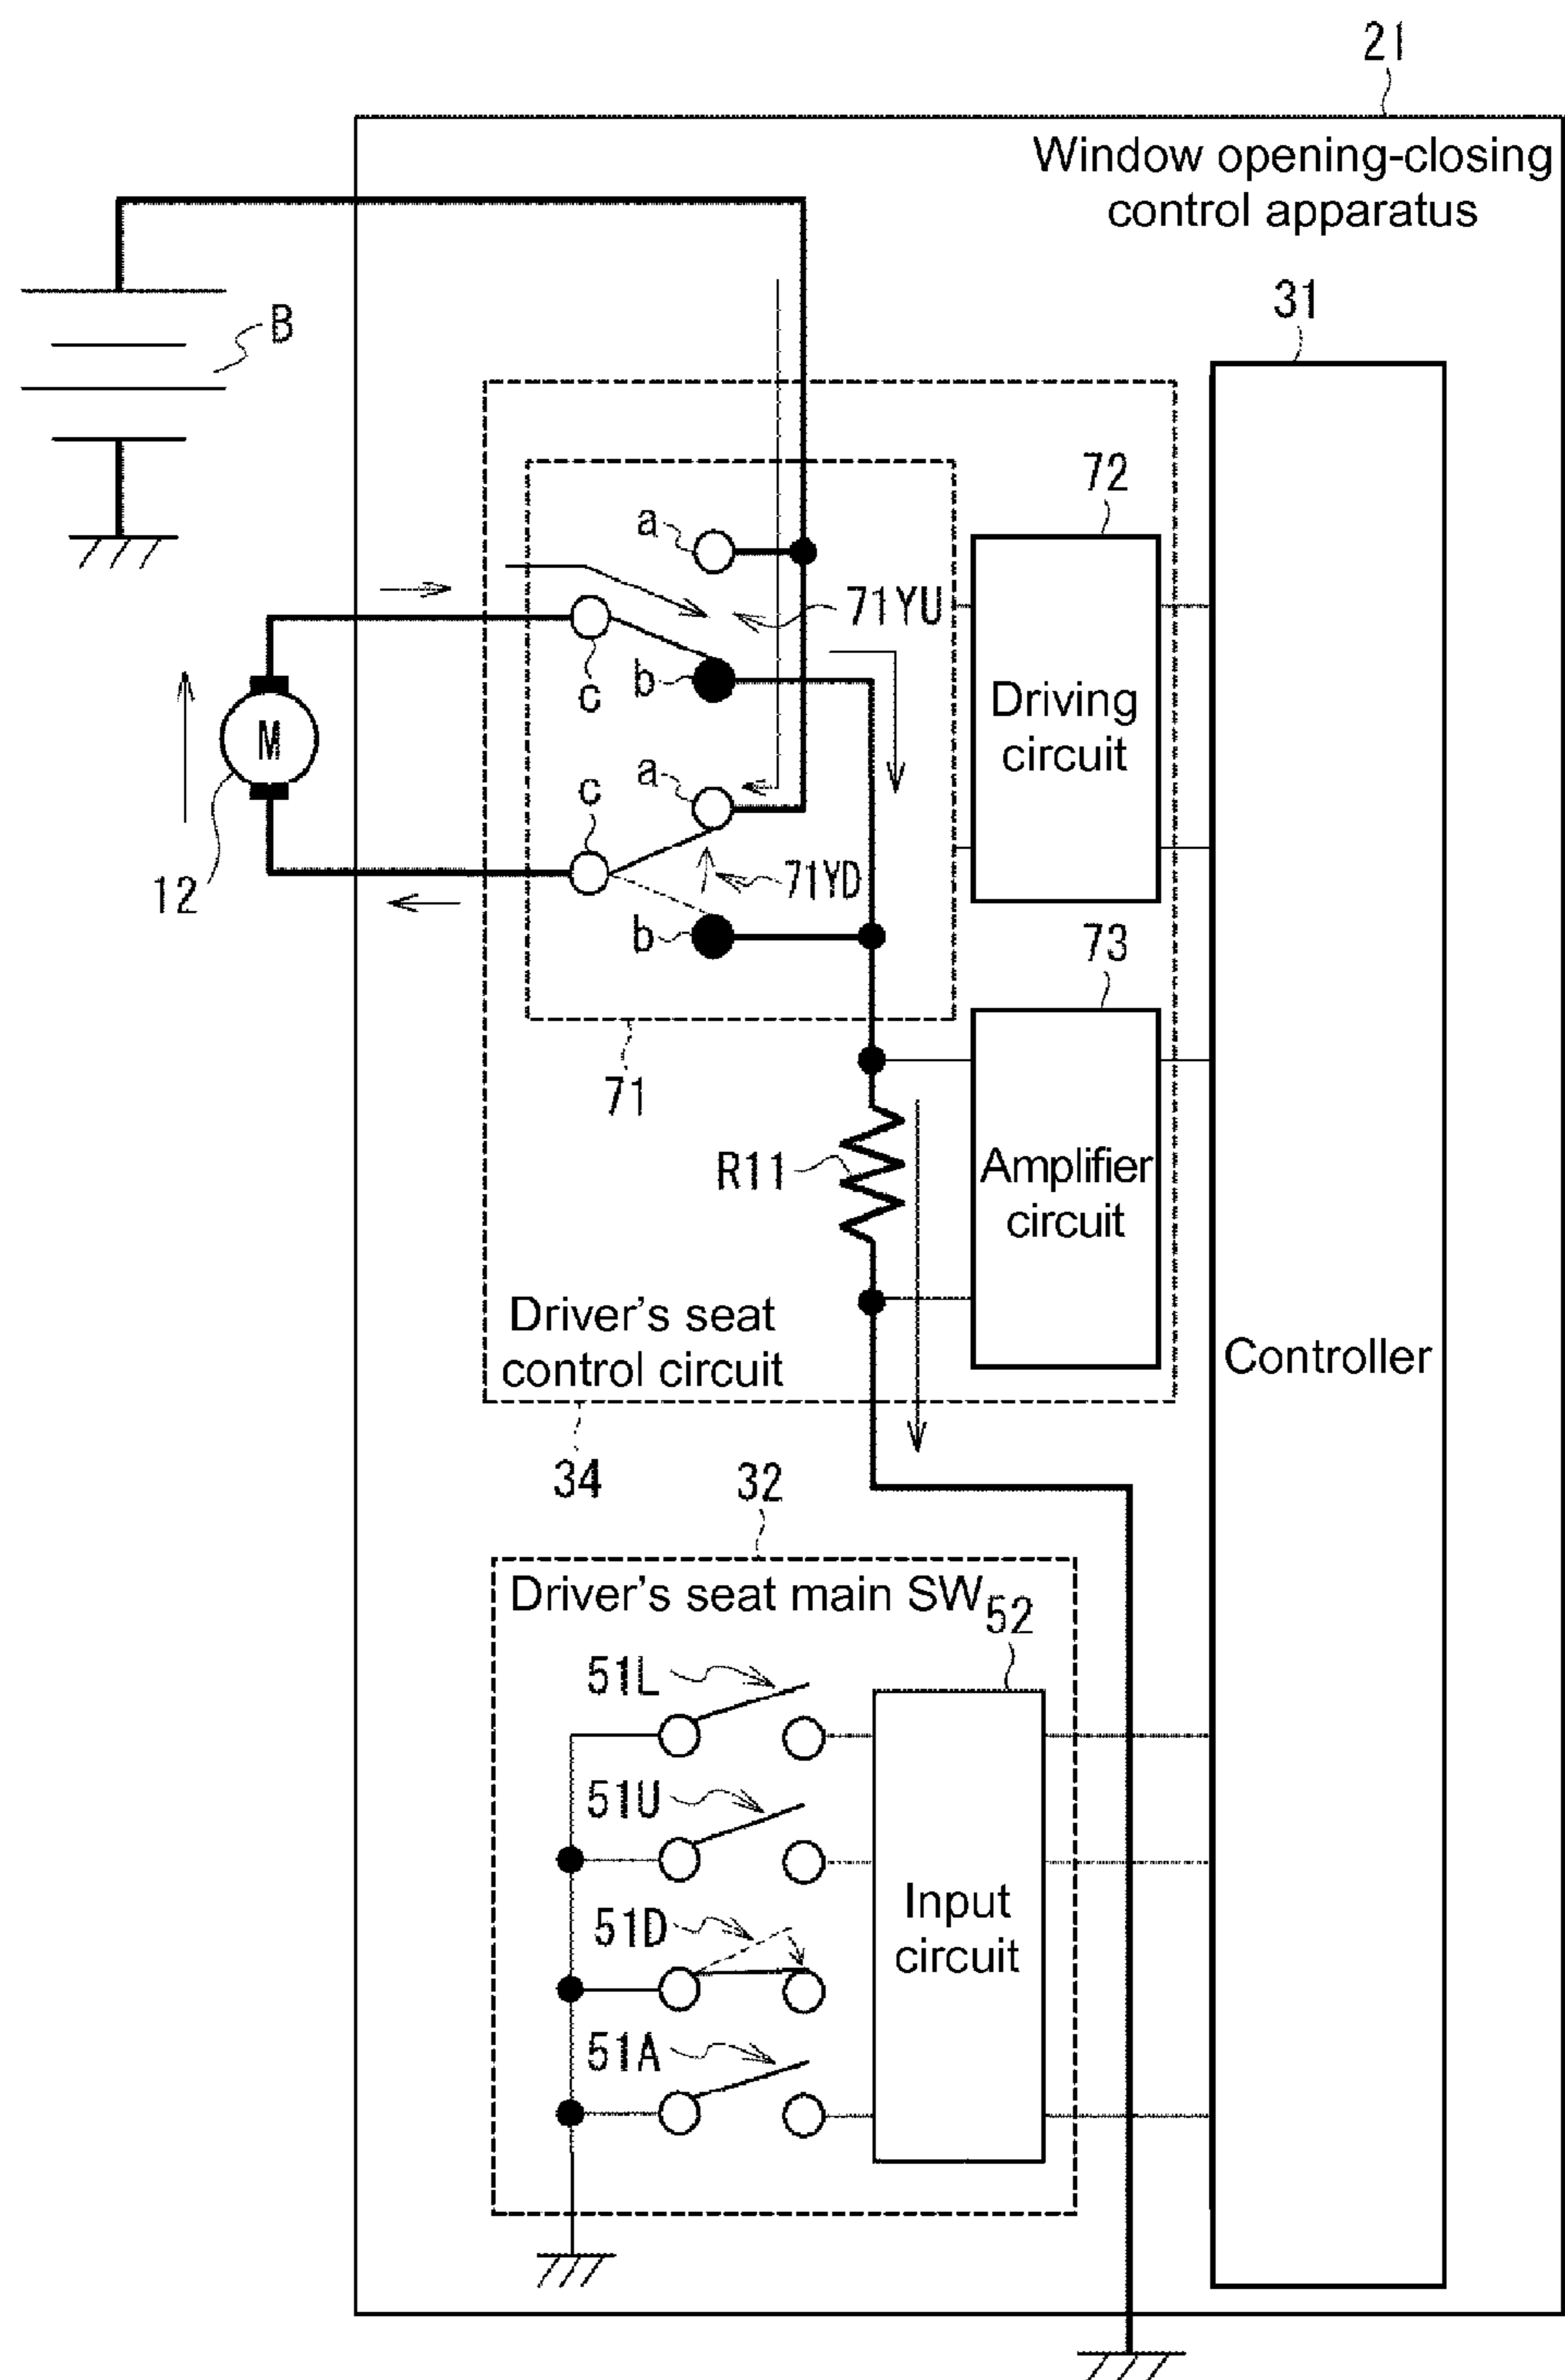 21
Window opening-closing
control apparatus
B
31
72
a
71YU
c
b
Driving
circuit
M
12
c
a
71YD
b
73
71
R11
Amplifier
circuit
Driver's seat
control circuit
Controller
34
32
Driver's seat main SW
52
51L
51U
51D
51A
Input
circuit